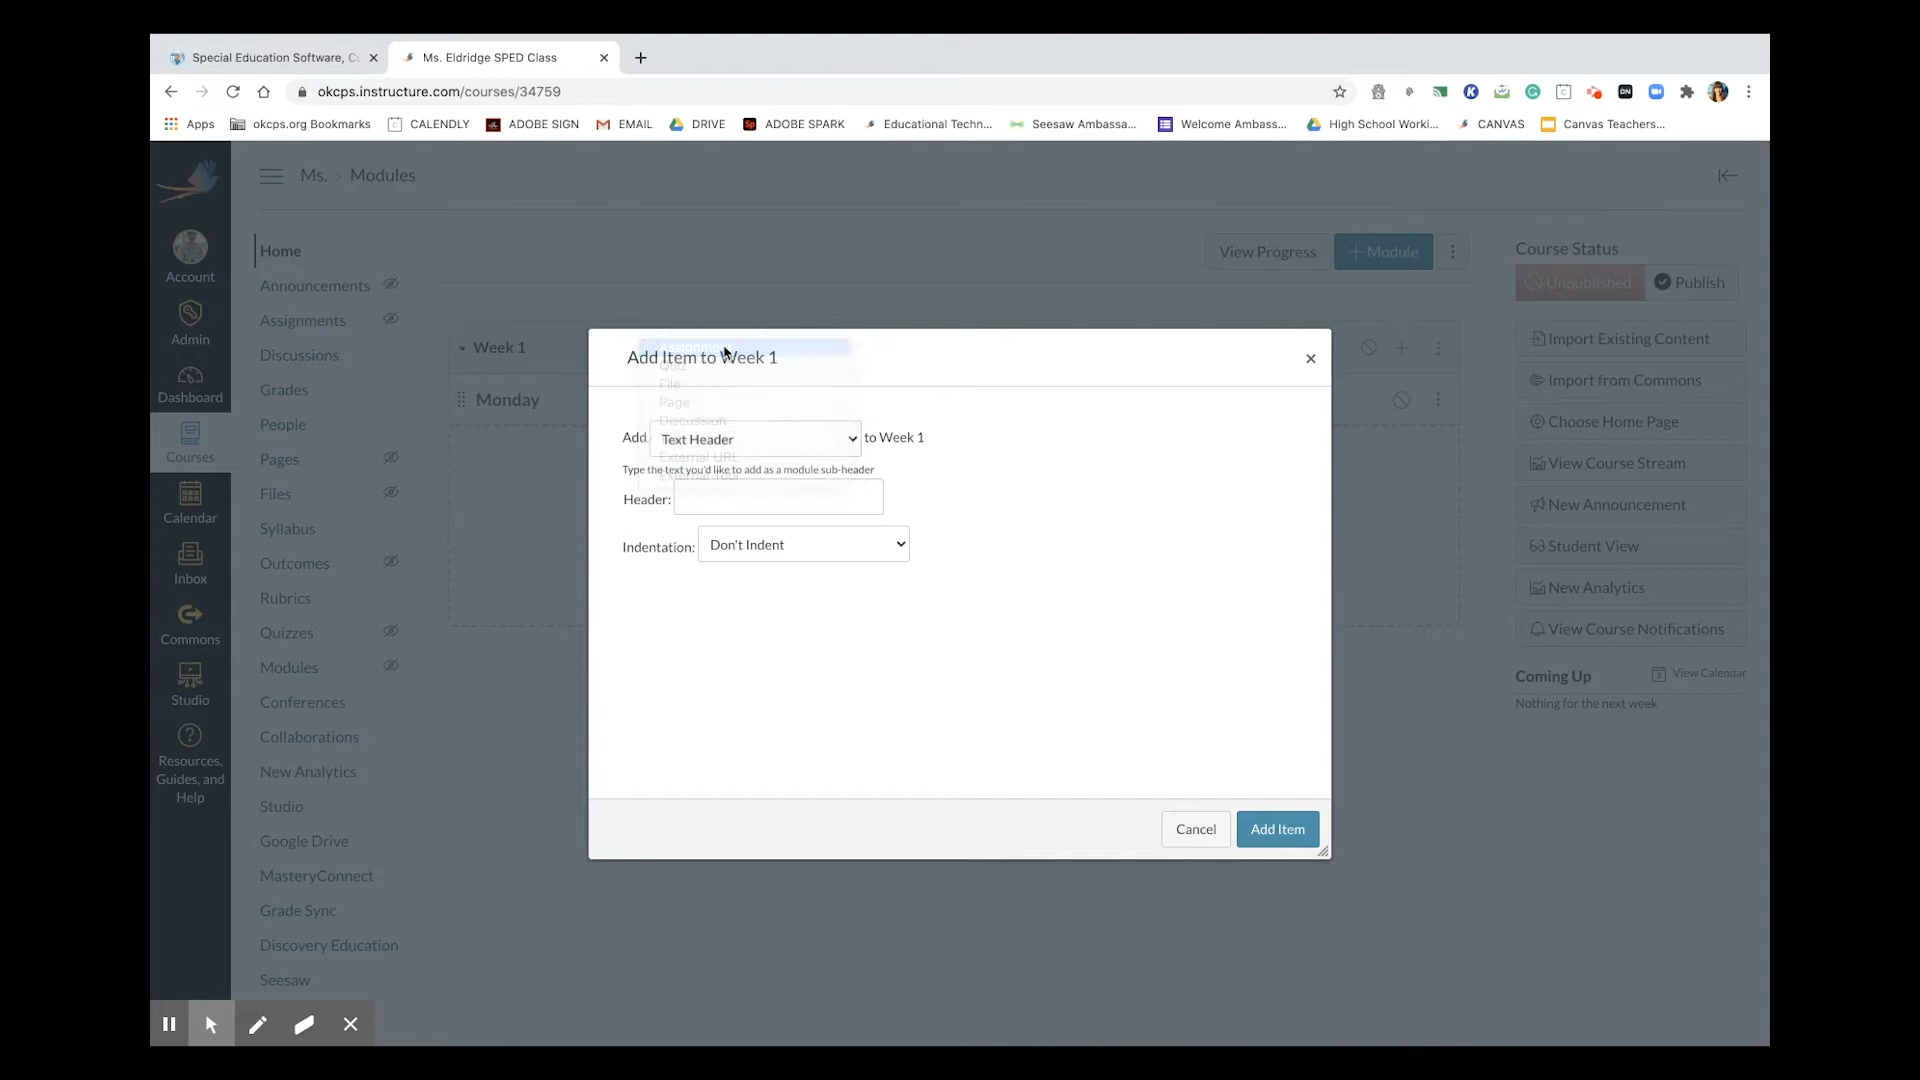 Special Education Software, C
Ms. Eldridge SPED Class
okcps.instructure.com/courses/34759
Apps
okcps.org Bookmarks
CALENDLY
ADOBE SIGN
EMAIL
DRIVE
ADOBE SPARK
Educational Techn...
Seesaw Ambassa...
Welcome Ambass...
High School Worki...
CANVAS
Canvas Teachers...
Ms. > Modules
Account
Admin
Dashboard
Courses
Calendar
Inbox
Commons
Studio
Resources,
Guides, and
Help
Home
Announcements
Assignments
Discussions
Grades
People
Pages
Files
Syllabus
Outcomes
Rubrics
Quizzes
Modules
Conferences
Collaborations
New Analytics
Studio
Google Drive
MasteryConnect
Grade Sync
Discovery Education
Seesaw
View Progress
+ Module
Week 1
Monday
Add Item to Week 1
Assignment
Quiz
File
Page
Discussion
Add Text Header to Week 1
External URL
Type the text you'd like to add as a module sub-header
External Tool
Header:
Indentation: Don't Indent
Cancel
Add Item
Course Status
Unpublished
Publish
Import Existing Content
Import from Commons
Choose Home Page
View Course Stream
New Announcement
Student View
New Analytics
View Course Notifications
Coming Up
View Calendar
Nothing for the next week